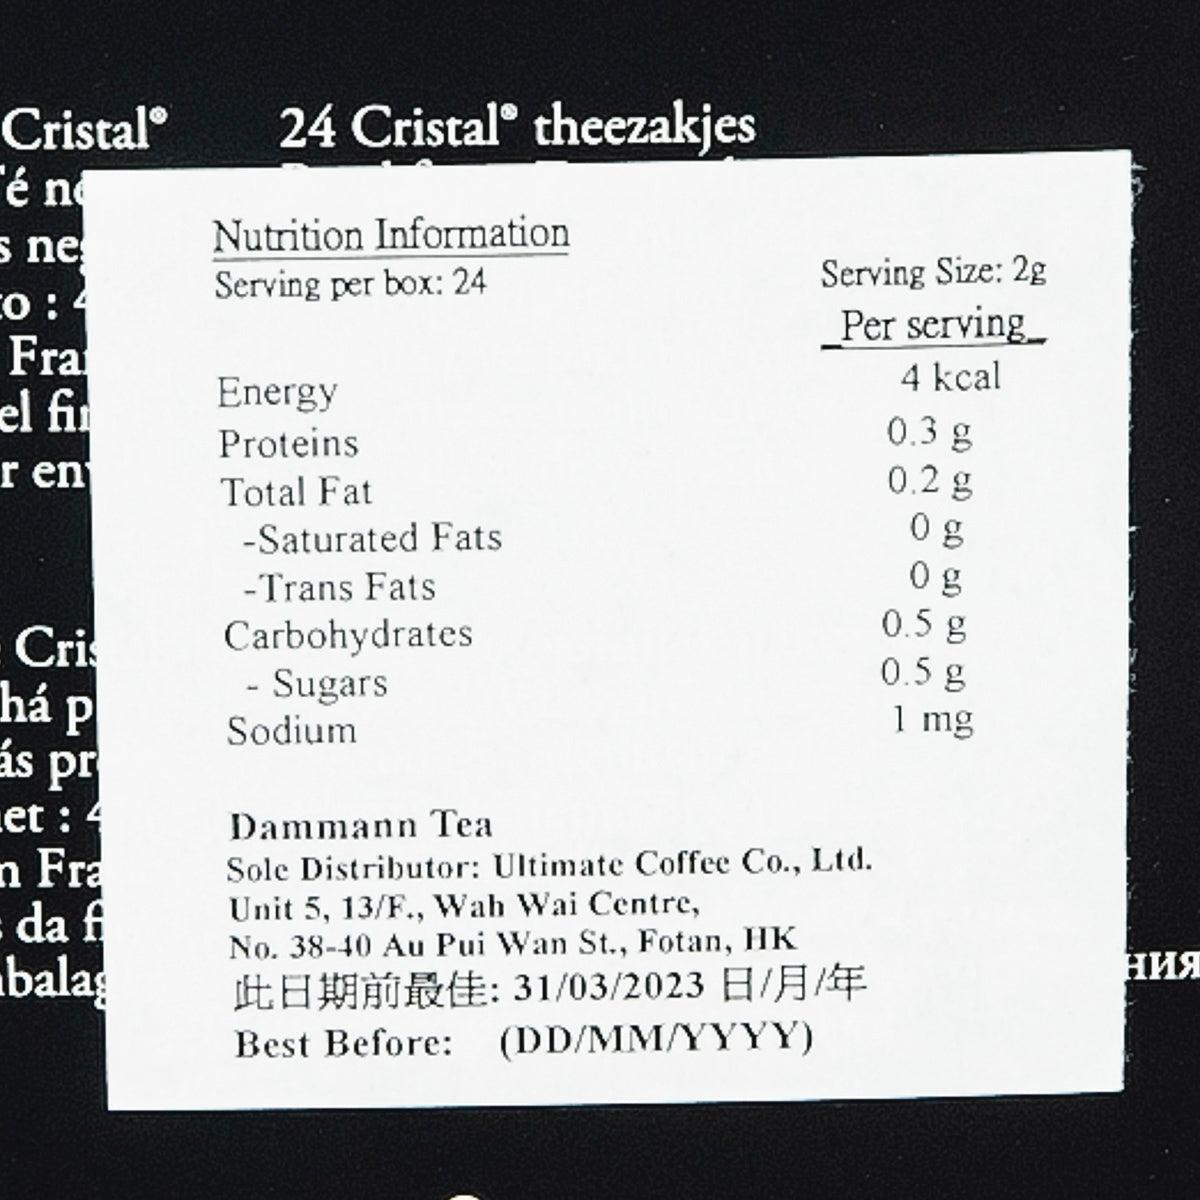 Cristal®
24 Cristal® theezakjes
Nutrition Information
Serving per box: 24
Serving Size: 2g
Per serving
Energy 4 kcal
Proteins 0.3 g
Total Fat 0.2 g
-Saturated Fats 0 g
-Trans Fats 0 g
Carbohydrates 0.5 g
- Sugars 0.5 g
Sodium 1 mg
Dammann Tea
Sole Distributor: Ultimate Coffee Co., Ltd.
Unit 5, 13/F., Wah Wai Centre,
No. 38-40 Au Pui Wan St., Fotan, HK
此日期前最佳: 31/03/2023 日/月/年
Best Before: (DD/MM/YYYY)